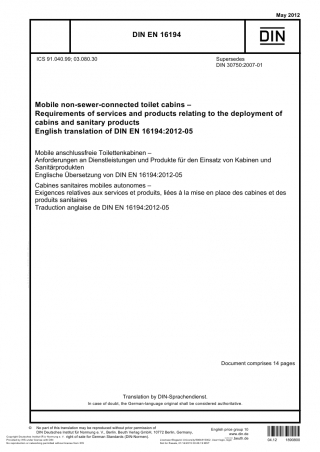 May 2012
DIN EN 16194
DIN
ICS 91.040.99; 03.080.30
Supersedes
DIN 30750:2007-01
Mobile non-sewer-connected toilet cabins –
Requirements of services and products relating to the deployment of
cabins and sanitary products
English translation of DIN EN 16194:2012-05
Mobile anschlussfreie Toilettenkabinen –
Anforderungen an Dienstleistungen und Produkte für den Einsatz von Kabinen und
Sanitärprodukten
Englische Übersetzung von DIN EN 16194:2012-05
Cabines sanitaires mobiles autonomes –
Exigences relatives aux services et produits, liées à la mise en place des cabines et des
produits sanitaires
Traduction anglaise de DIN EN 16194:2012-05
Document comprises 14 pages
Translation by DIN-Sprachendienst.
In case of doubt, the German-language original shall be considered authoritative.
© No part of this translation may be reproduced without prior permission of
DIN Deutsches Institut für Normung e. V., Berlin. Beuth Verlag GmbH, 10772 Berlin, Germany,
right of sale for German Standards (DIN-Normen).
English price group 10
www.din.de
beuth.de